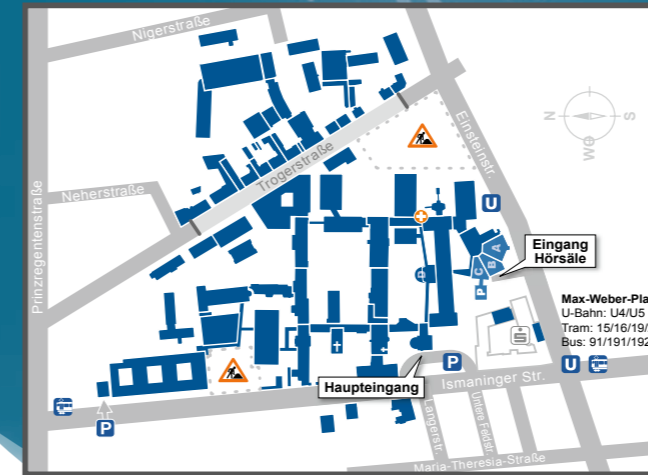 Nigerstraße
Einsteinstr.
N
S
W
O
Trogerstraße
Neherstraße
Prinzregentenstraße
U
A
B
C
P
D
Eingang
Hörsäle
Max-Weber-Pla
U-Bahn: U4/U5
Tram: 15/16/19/
Bus: 91/191/192
S
P
U
Haupteingang
Ismaninger Str.
P
Langerstr.
Untere Feldstr.
Maria-Theresia-Straße